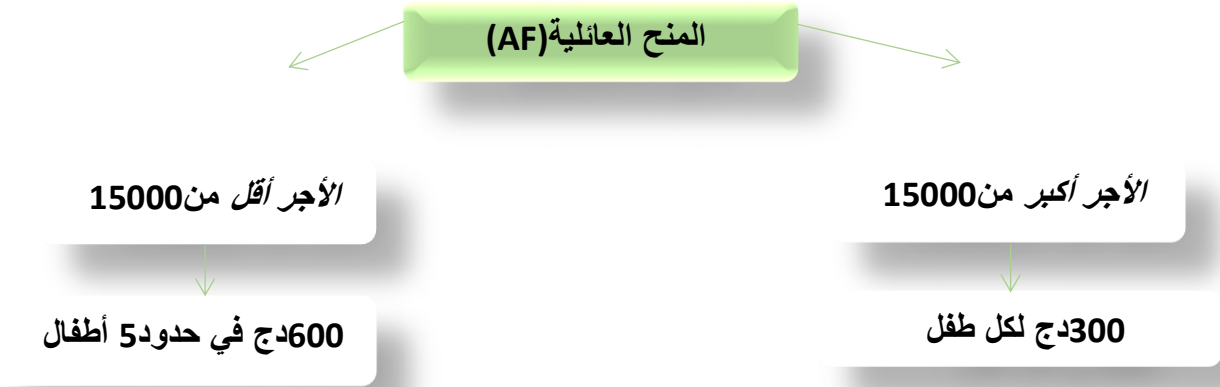 المنح العائلية(AF)
الأجر أكبر من15000
300دج لكل طفل
الأجر أقل من15000
600دج في حدود5 أطفال